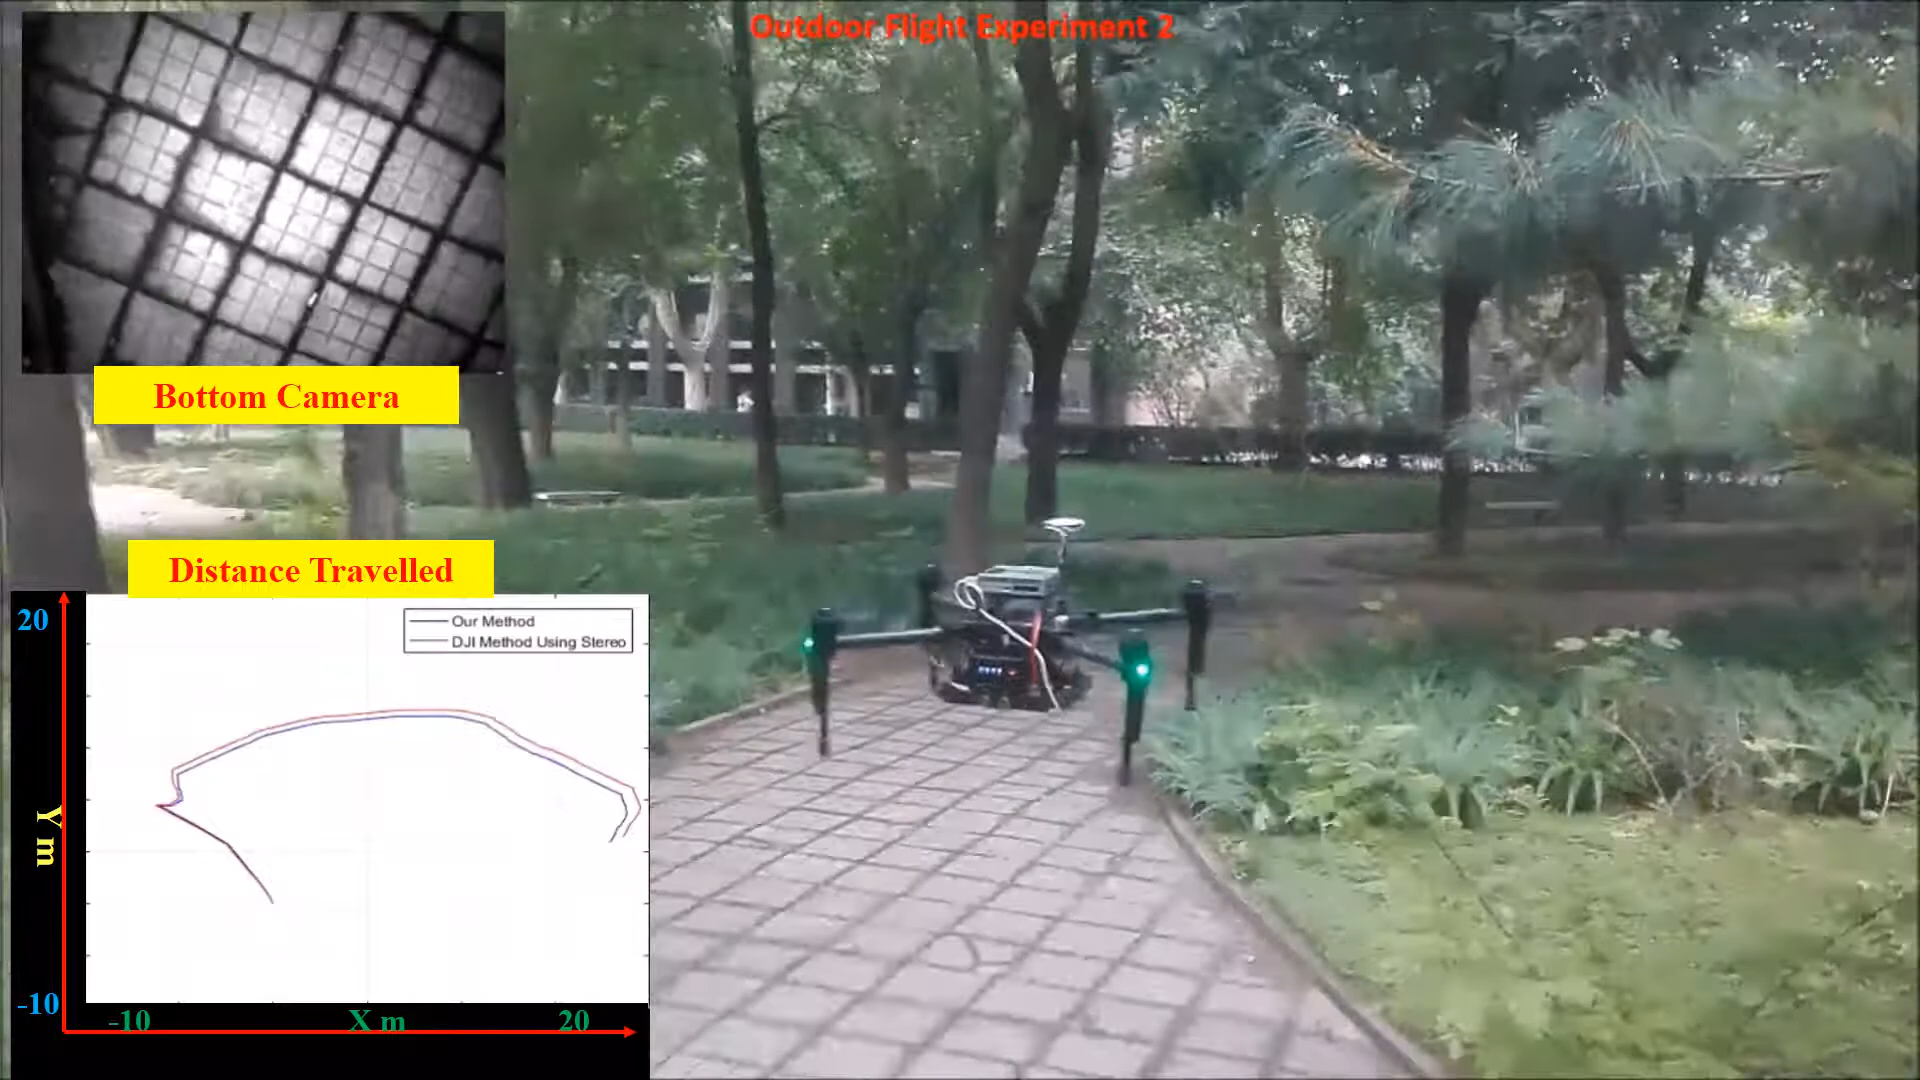 Outdoor Flight Experiment 2
Bottom Camera
Distance Travelled
20
Our Method
DJI Method Using Stereo
Y m
-10
-10
X m
20